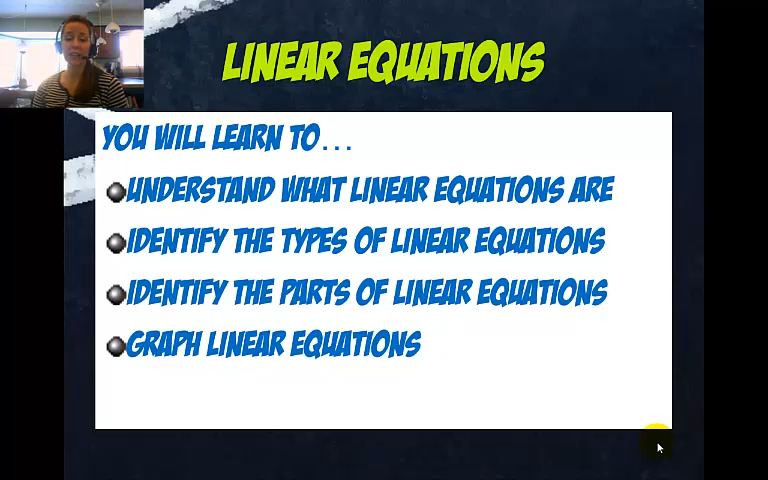 LINEAR EQUATIONS
YOU WILL LEARN TO...
UNDERSTAND WHAT LINEAR EQUATIONS ARE
IDENTIFY THE TYPES OF LINEAR EQUATIONS
IDENTIFY THE PARTS OF LINEAR EQUATIONS
GRAPH LINEAR EQUATIONS